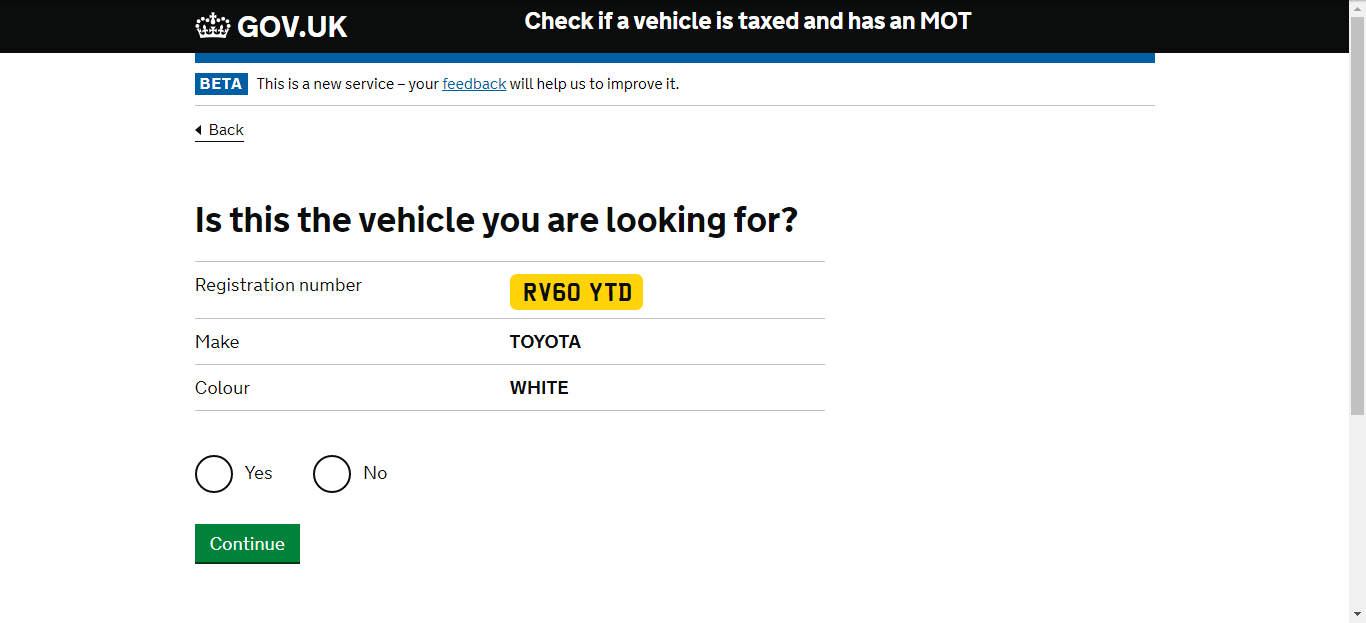 GOV.UK
Check if a vehicle is taxed and has an MOT
BETA This is a new service – your feedback will help us to improve it.
Back
Is this the vehicle you are looking for?
Registration number RV60 YTD
Make TOYOTA
Colour WHITE
Yes No
Continue